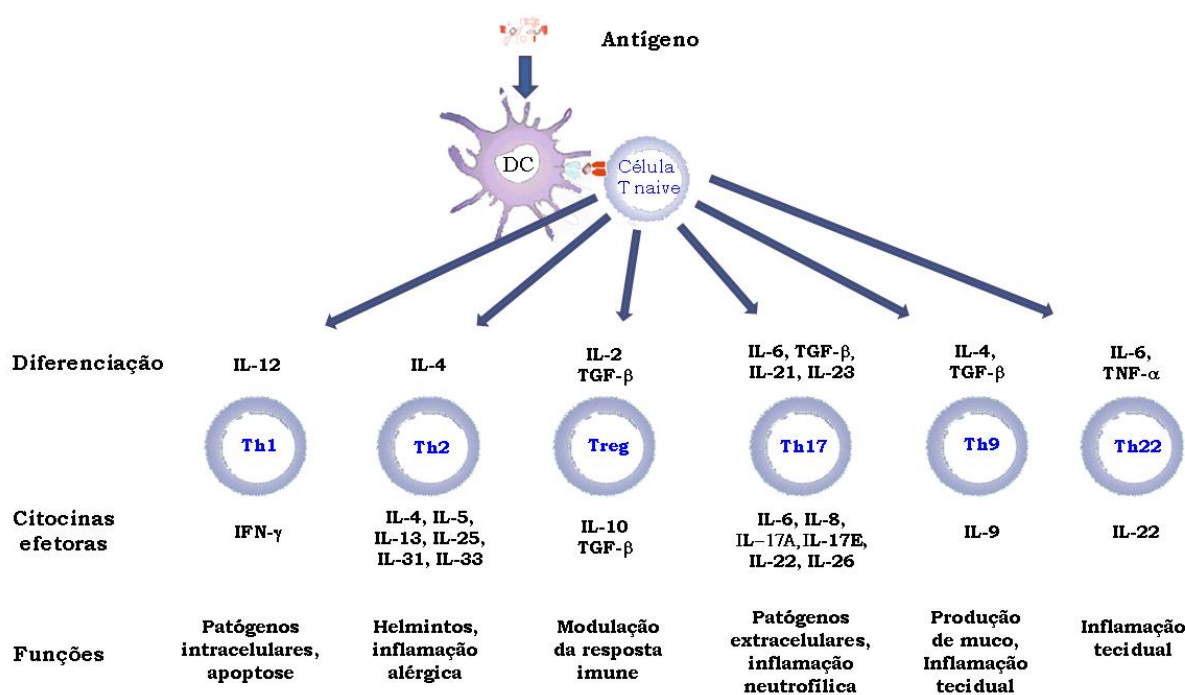 Antígeno
DC
Célula
T naive
Diferenciação
IL-12
IL-4
IL-2
TGF-β
IL-6, TGF-β,
IL-21, IL-23
IL-4,
TGF-β
IL-6,
TNF-α
Th1
Th2
Treg
Th17
Th9
Th22
Citocinas
efetoras
IFN-γ
IL-4, IL-5,
IL-13, IL-25,
IL-31, IL-33
IL-10
TGF-β
IL-6, IL-8,
IL-17A, IL-17E,
IL-22, IL-26
IL-9
IL-22
Funções
Patógenos
intracelulares,
apoptose
Helmintos,
inflamação
alérgica
Modulação
da resposta
imune
Patógenos
extracelulares,
inflamação
neutrofílica
Produção
de muco,
Inflamação
tecidual
Inflamação
tecidual